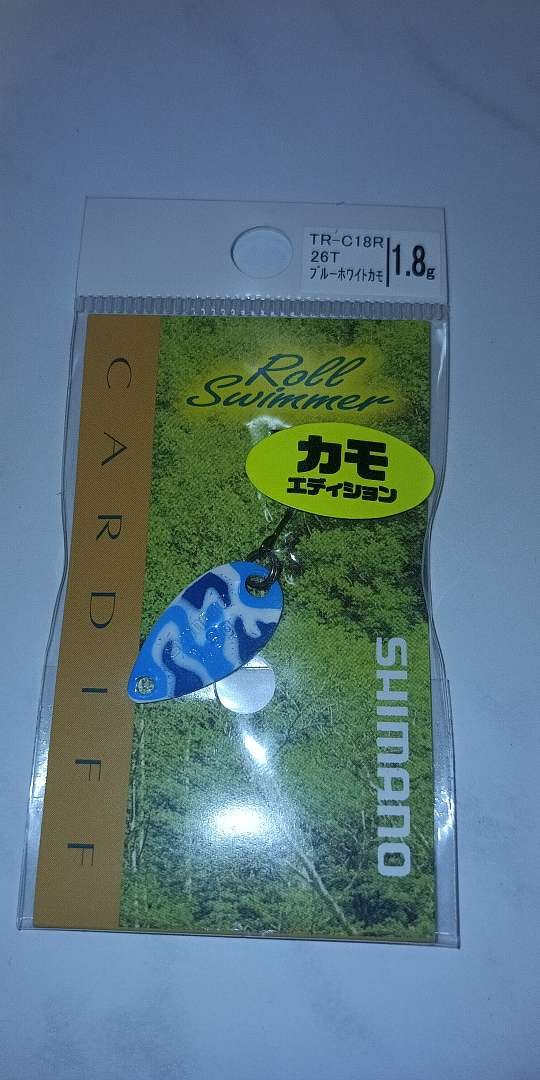 TR-C18R
26T
ブルーホワイトカモ
1.8g
Roll
Swimmer
カモ
エディション
CARDIFF
SHIMANO